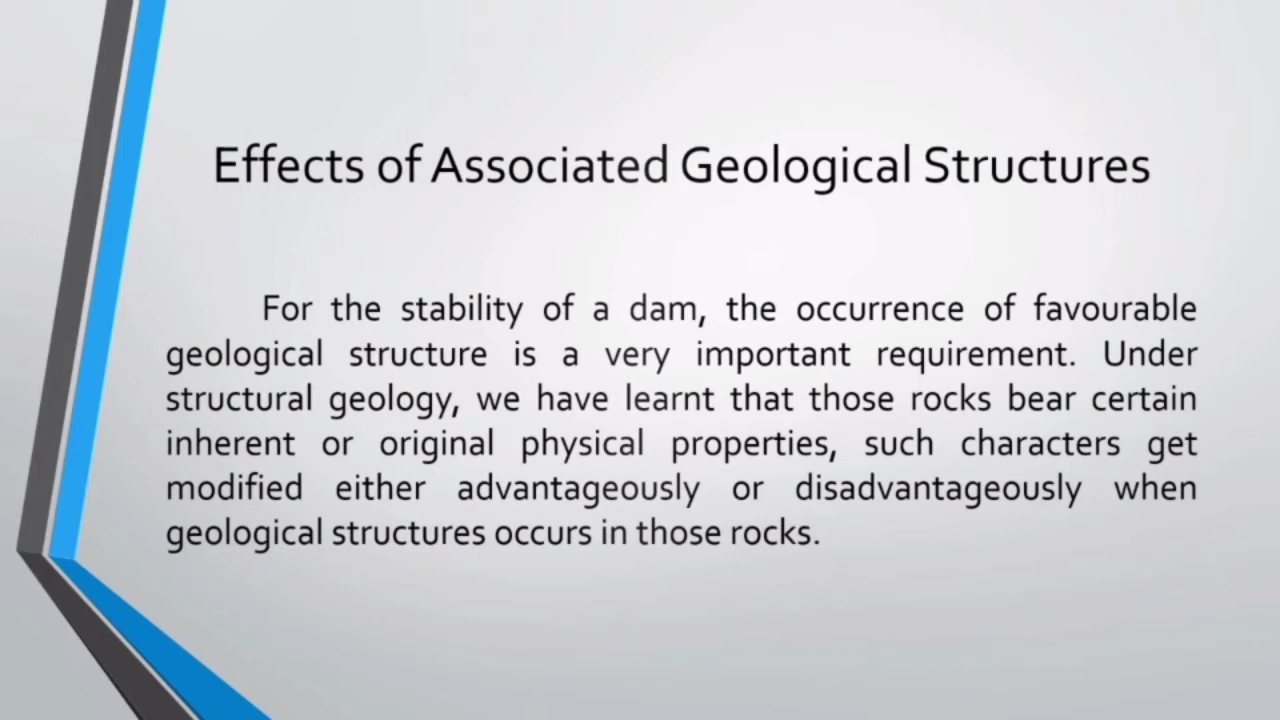 Effects of Associated Geological Structures
For the stability of a dam, the occurrence of favourable
geological structure is a very important requirement. Under
structural geology, we have learnt that those rocks bear certain
inherent or original physical properties, such characters get
modified either advantageously or disadvantageously when
geological structures occurs in those rocks.